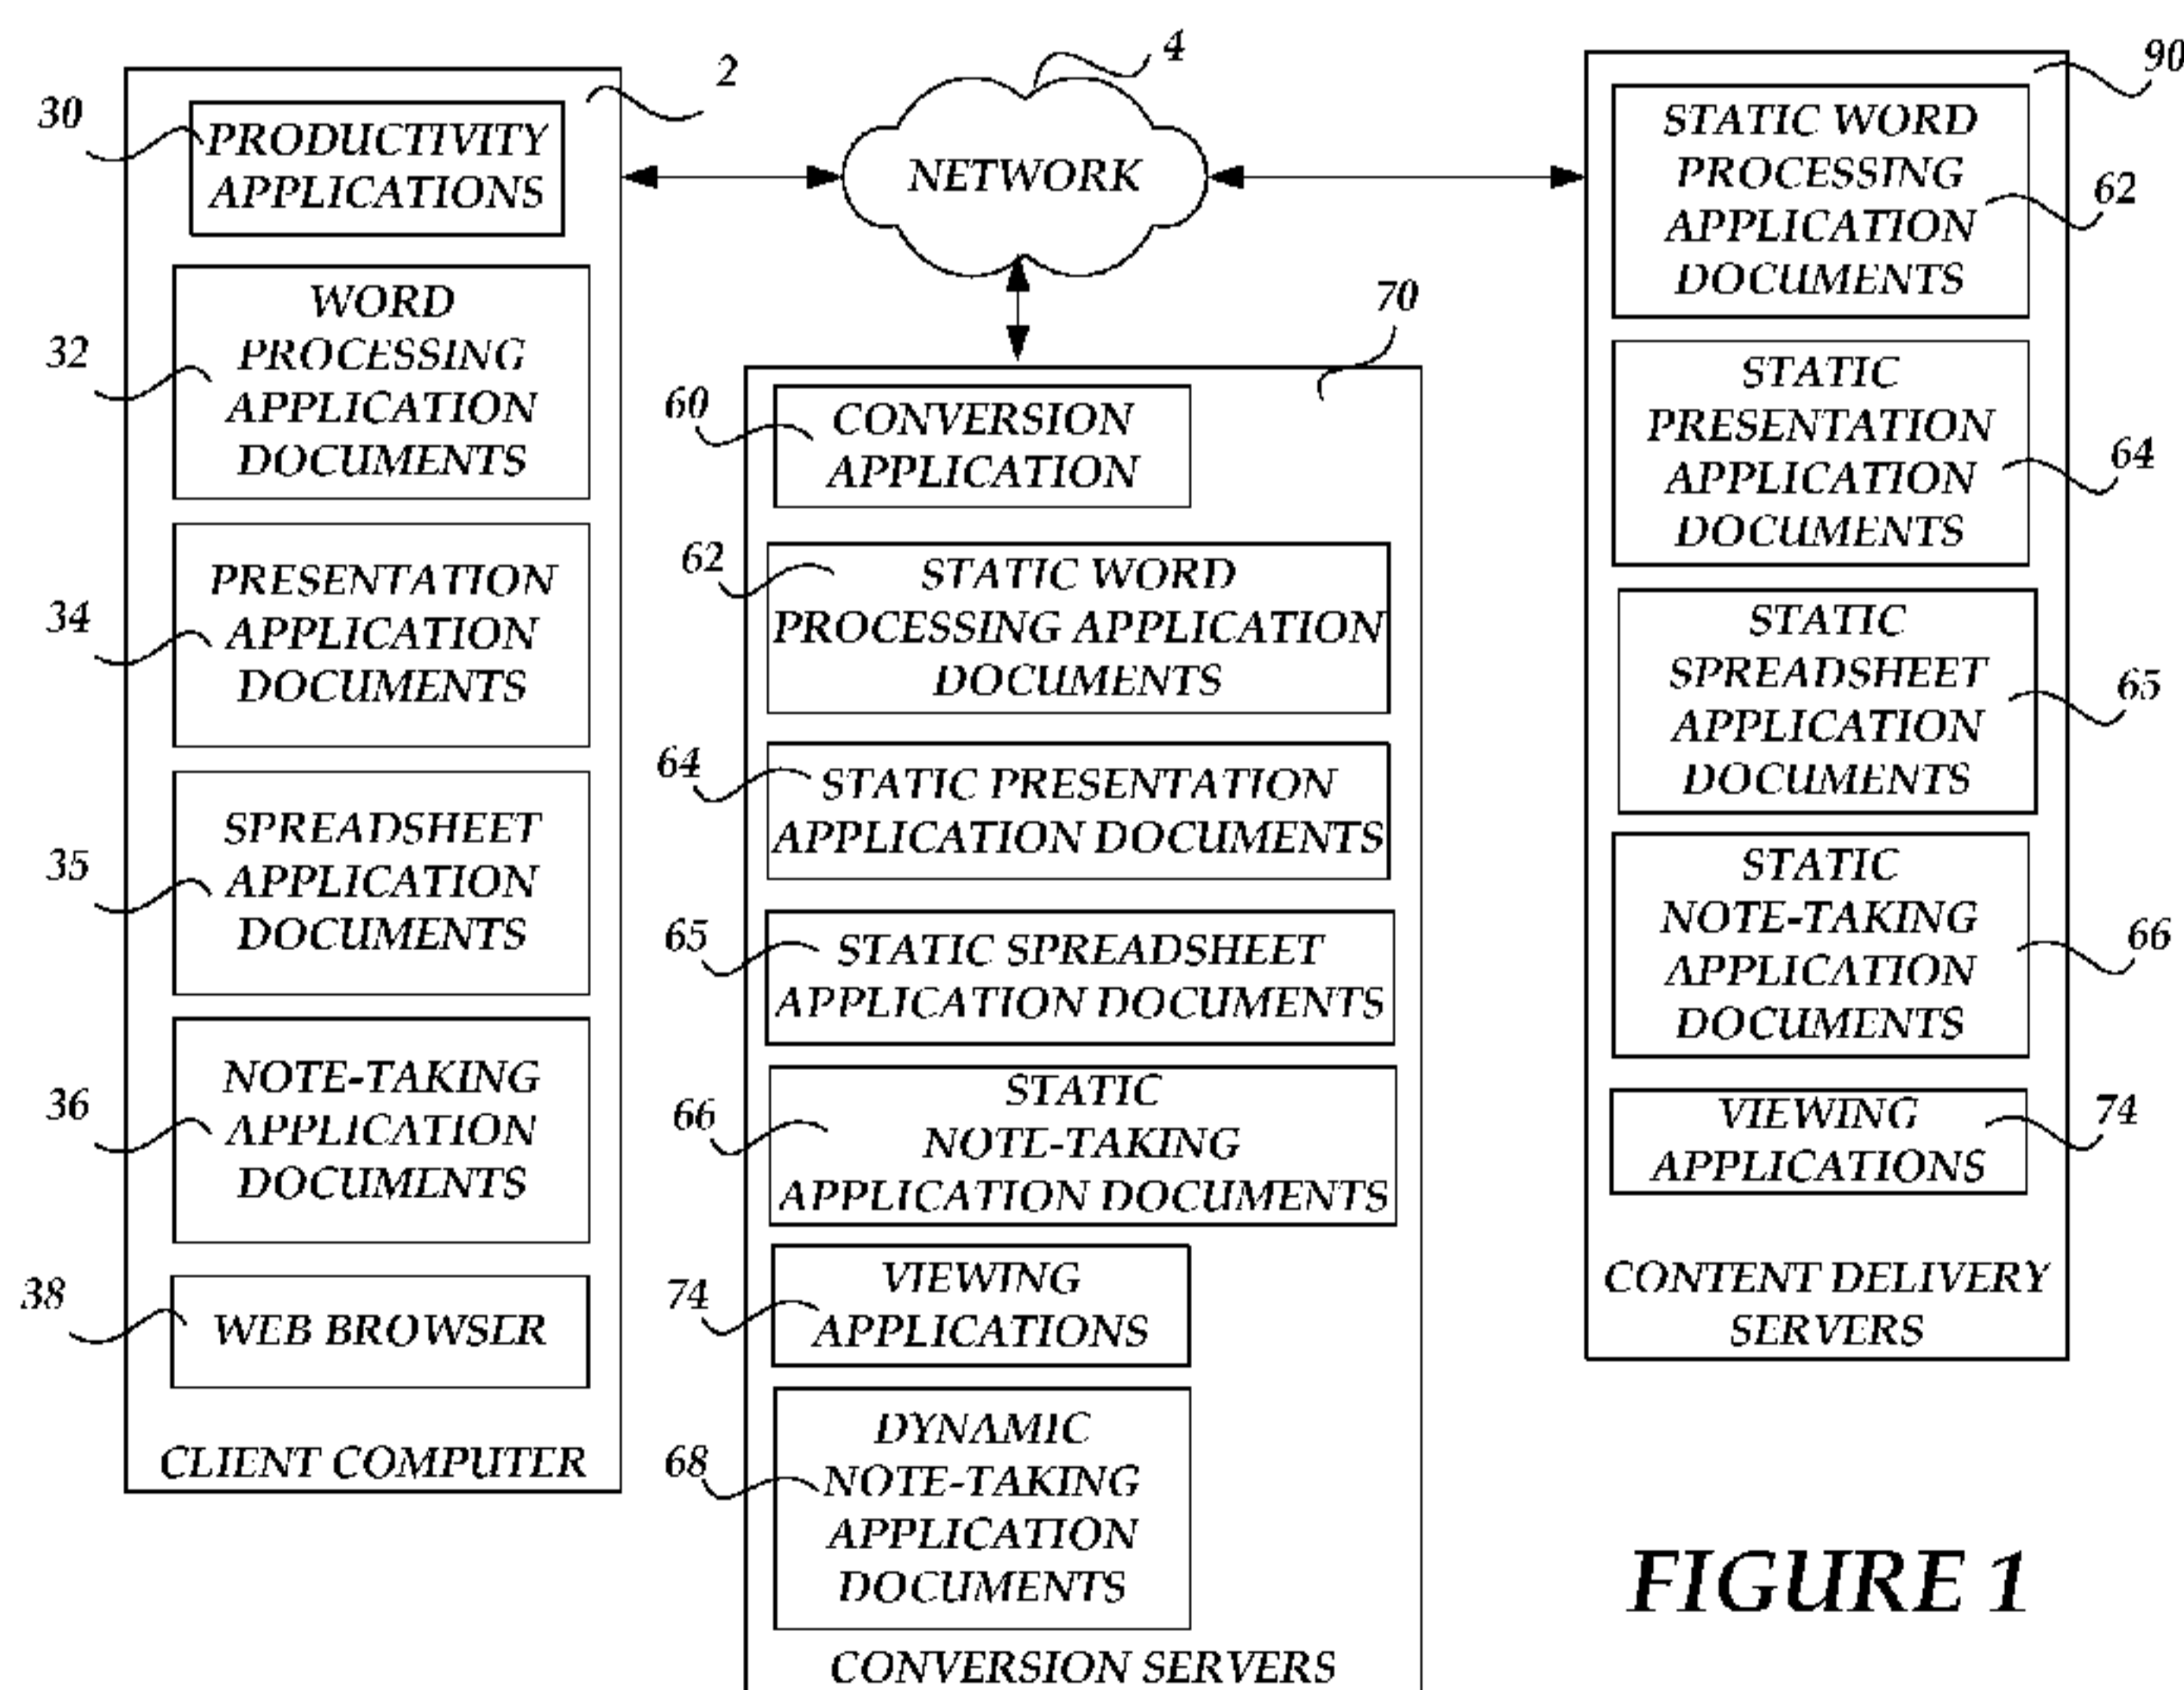 2
30
PRODUCTIVITY
APPLICATIONS
32
WORD
PROCESSING
APPLICATION
DOCUMENTS
34
PRESENTATION
APPLICATION
DOCUMENTS
35
SPREADSHEET
APPLICATION
DOCUMENTS
36
NOTE-TAKING
APPLICATION
DOCUMENTS
38
WEB BROWSER
CLIENT COMPUTER
4
NETWORK
70
60
CONVERSION
APPLICATION
62
STATIC WORD
PROCESSING APPLICATION
DOCUMENTS
64
STATIC PRESENTATION
APPLICATION DOCUMENTS
65
STATIC SPREADSHEET
APPLICATION DOCUMENTS
66
STATIC
NOTE-TAKING
APPLICATION DOCUMENTS
74
VIEWING
APPLICATIONS
68
DYNAMIC
NOTE-TAKING
APPLICATION
DOCUMENTS
CONVERSION SERVERS
90
STATIC WORD
PROCESSING
APPLICATION
DOCUMENTS
62
STATIC
PRESENTATION
APPLICATION
DOCUMENTS
64
STATIC
SPREADSHEET
APPLICATION
DOCUMENTS
65
STATIC
NOTE-TAKING
APPLICATION
DOCUMENTS
66
VIEWING
APPLICATIONS
74
CONTENT DELIVERY
SERVERS
FIGURE 1